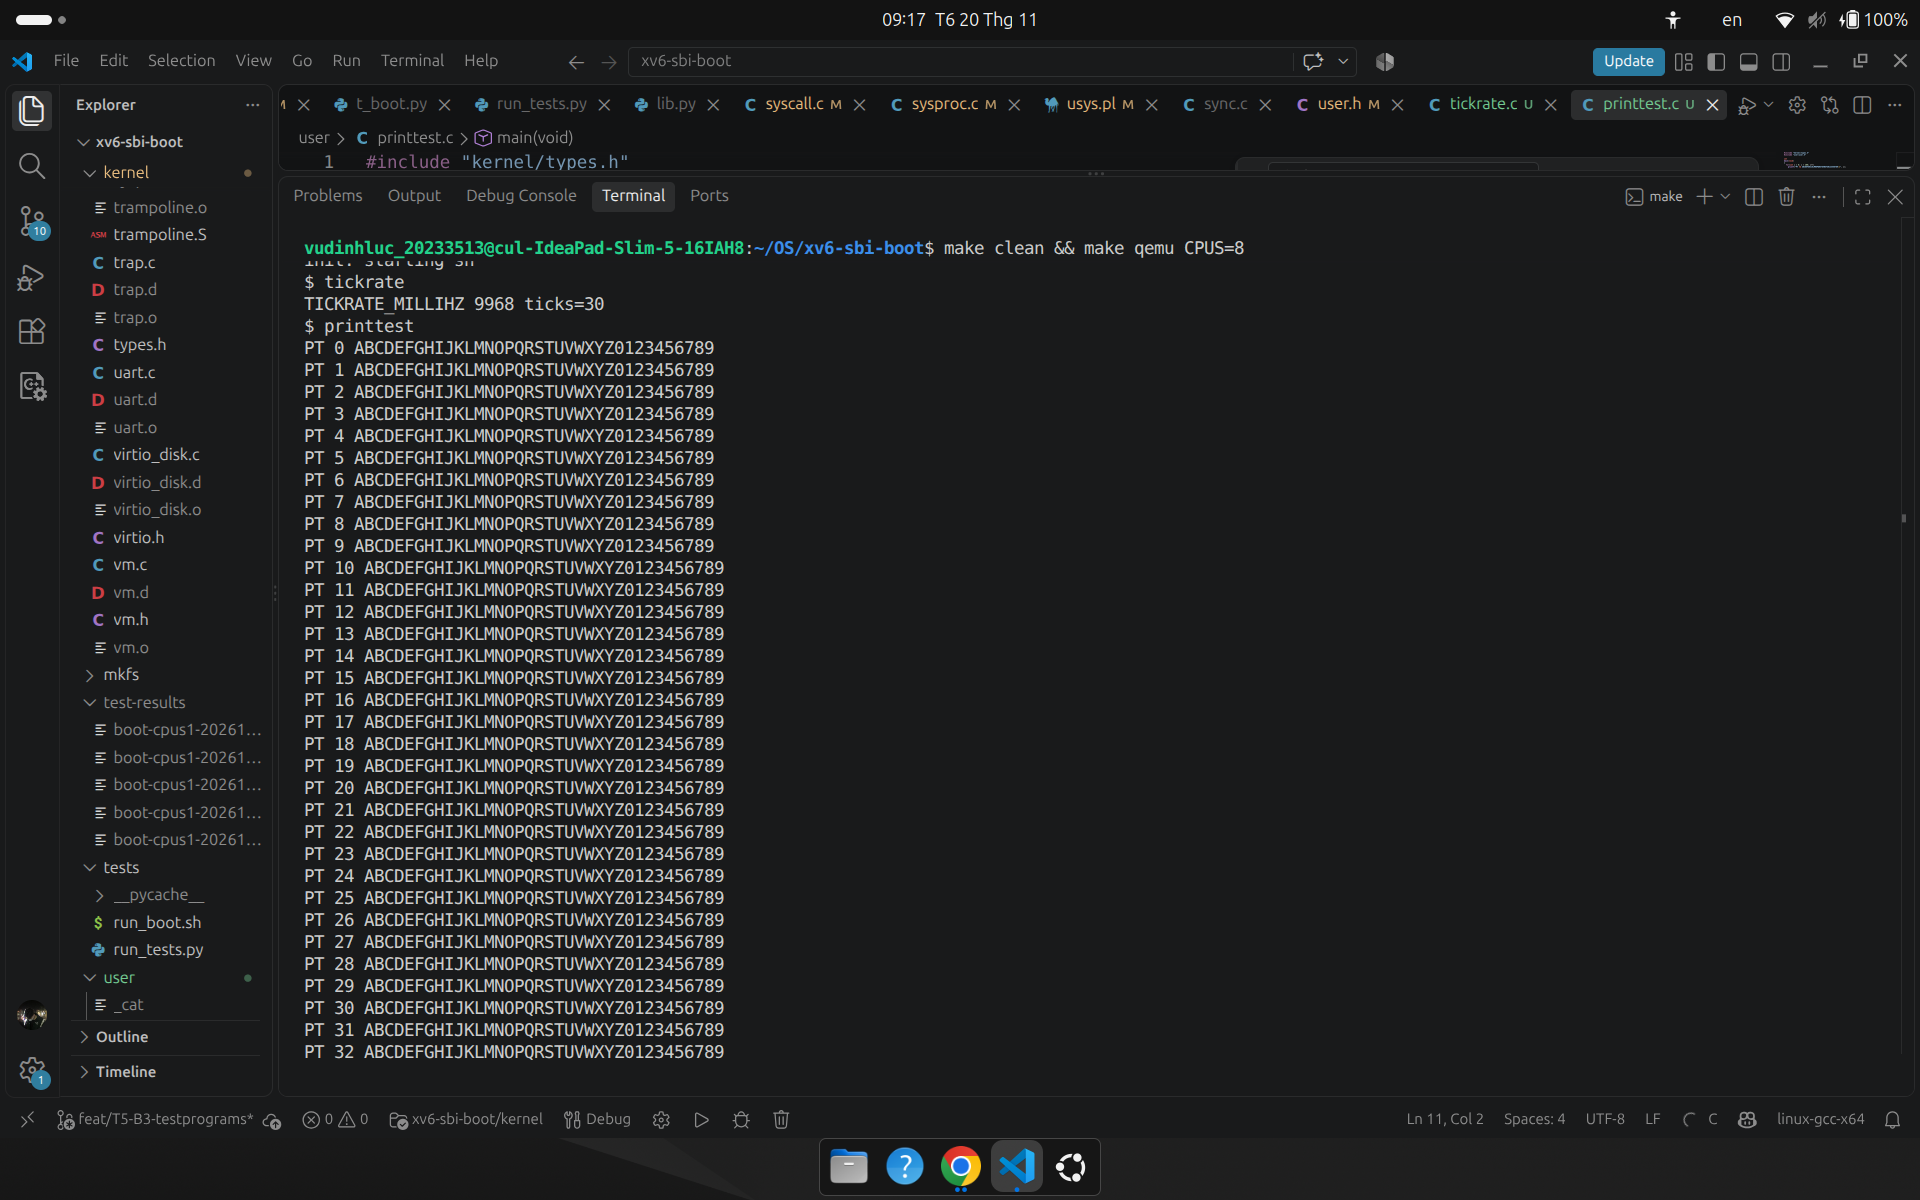 09:17 T6 20 Thg 11
en
100%
File Edit Selection View Go Run Terminal Help
xv6-sbi-boot
Update
Explorer
t_boot.py
run_tests.py
lib.py
syscall.c M
sysproc.c M
usys.pl M
sync.c
user.h M
tickrate.c U
printtest.c U
user > C printtest.c > main(void)
1 #include "kernel/types.h"
xv6-sbi-boot
kernel
trampoline.o
ASM trampoline.S
C trap.c
D trap.d
trap.o
C types.h
C uart.c
D uart.d
uart.o
C virtio_disk.c
D virtio_disk.d
virtio_disk.o
C virtio.h
C vm.c
D vm.d
C vm.h
vm.o
mkfs
test-results
boot-cpus1-20261...
boot-cpus1-20261...
boot-cpus1-20261...
boot-cpus1-20261...
boot-cpus1-20261...
tests
__pycache__
$ run_boot.sh
run_tests.py
user
_cat
Outline
Timeline
10
1
Problems Output Debug Console Terminal Ports
make
vudinhluc_20233513@cul-IdeaPad-Slim-5-16IAH8:~/OS/xv6-sbi-boot$ make clean && make qemu CPUS=8
init: starting sh
$ tickrate
TICKRATE_MILLIHZ 9968 ticks=30
$ printtest
PT 0 ABCDEFGHIJKLMNOPQRSTUVWXYZ0123456789
PT 1 ABCDEFGHIJKLMNOPQRSTUVWXYZ0123456789
PT 2 ABCDEFGHIJKLMNOPQRSTUVWXYZ0123456789
PT 3 ABCDEFGHIJKLMNOPQRSTUVWXYZ0123456789
PT 4 ABCDEFGHIJKLMNOPQRSTUVWXYZ0123456789
PT 5 ABCDEFGHIJKLMNOPQRSTUVWXYZ0123456789
PT 6 ABCDEFGHIJKLMNOPQRSTUVWXYZ0123456789
PT 7 ABCDEFGHIJKLMNOPQRSTUVWXYZ0123456789
PT 8 ABCDEFGHIJKLMNOPQRSTUVWXYZ0123456789
PT 9 ABCDEFGHIJKLMNOPQRSTUVWXYZ0123456789
PT 10 ABCDEFGHIJKLMNOPQRSTUVWXYZ0123456789
PT 11 ABCDEFGHIJKLMNOPQRSTUVWXYZ0123456789
PT 12 ABCDEFGHIJKLMNOPQRSTUVWXYZ0123456789
PT 13 ABCDEFGHIJKLMNOPQRSTUVWXYZ0123456789
PT 14 ABCDEFGHIJKLMNOPQRSTUVWXYZ0123456789
PT 15 ABCDEFGHIJKLMNOPQRSTUVWXYZ0123456789
PT 16 ABCDEFGHIJKLMNOPQRSTUVWXYZ0123456789
PT 17 ABCDEFGHIJKLMNOPQRSTUVWXYZ0123456789
PT 18 ABCDEFGHIJKLMNOPQRSTUVWXYZ0123456789
PT 19 ABCDEFGHIJKLMNOPQRSTUVWXYZ0123456789
PT 20 ABCDEFGHIJKLMNOPQRSTUVWXYZ0123456789
PT 21 ABCDEFGHIJKLMNOPQRSTUVWXYZ0123456789
PT 22 ABCDEFGHIJKLMNOPQRSTUVWXYZ0123456789
PT 23 ABCDEFGHIJKLMNOPQRSTUVWXYZ0123456789
PT 24 ABCDEFGHIJKLMNOPQRSTUVWXYZ0123456789
PT 25 ABCDEFGHIJKLMNOPQRSTUVWXYZ0123456789
PT 26 ABCDEFGHIJKLMNOPQRSTUVWXYZ0123456789
PT 27 ABCDEFGHIJKLMNOPQRSTUVWXYZ0123456789
PT 28 ABCDEFGHIJKLMNOPQRSTUVWXYZ0123456789
PT 29 ABCDEFGHIJKLMNOPQRSTUVWXYZ0123456789
PT 30 ABCDEFGHIJKLMNOPQRSTUVWXYZ0123456789
PT 31 ABCDEFGHIJKLMNOPQRSTUVWXYZ0123456789
PT 32 ABCDEFGHIJKLMNOPQRSTUVWXYZ0123456789
feat/T5-B3-testprograms* 0 0 xv6-sbi-boot/kernel Debug
Ln 11, Col 2 Spaces: 4 UTF-8 LF C linux-gcc-x64